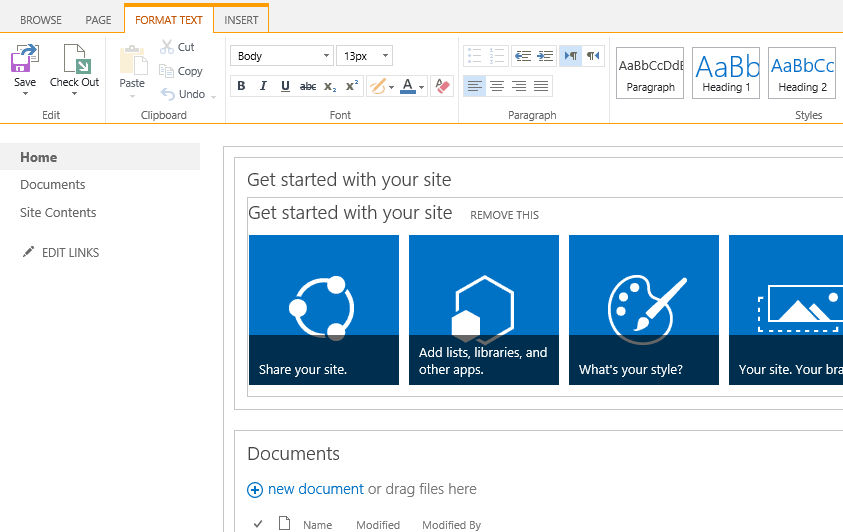 BROWSE PAGE FORMAT TEXT INSERT
Save Check Out Paste Cut Copy Undo
Body 13px
B I U abc x₂ x² A A
AaBbCcDdE AaBb AaBbCc
Paragraph Heading 1 Heading 2
Edit Clipboard Font Paragraph Styles
Home
Documents
Site Contents
EDIT LINKS
Get started with your site
Get started with your site REMOVE THIS
Share your site.
Add lists, libraries, and
other apps.
What's your style?
Your site. Your bra
Documents
new document or drag files here
Name Modified Modified By